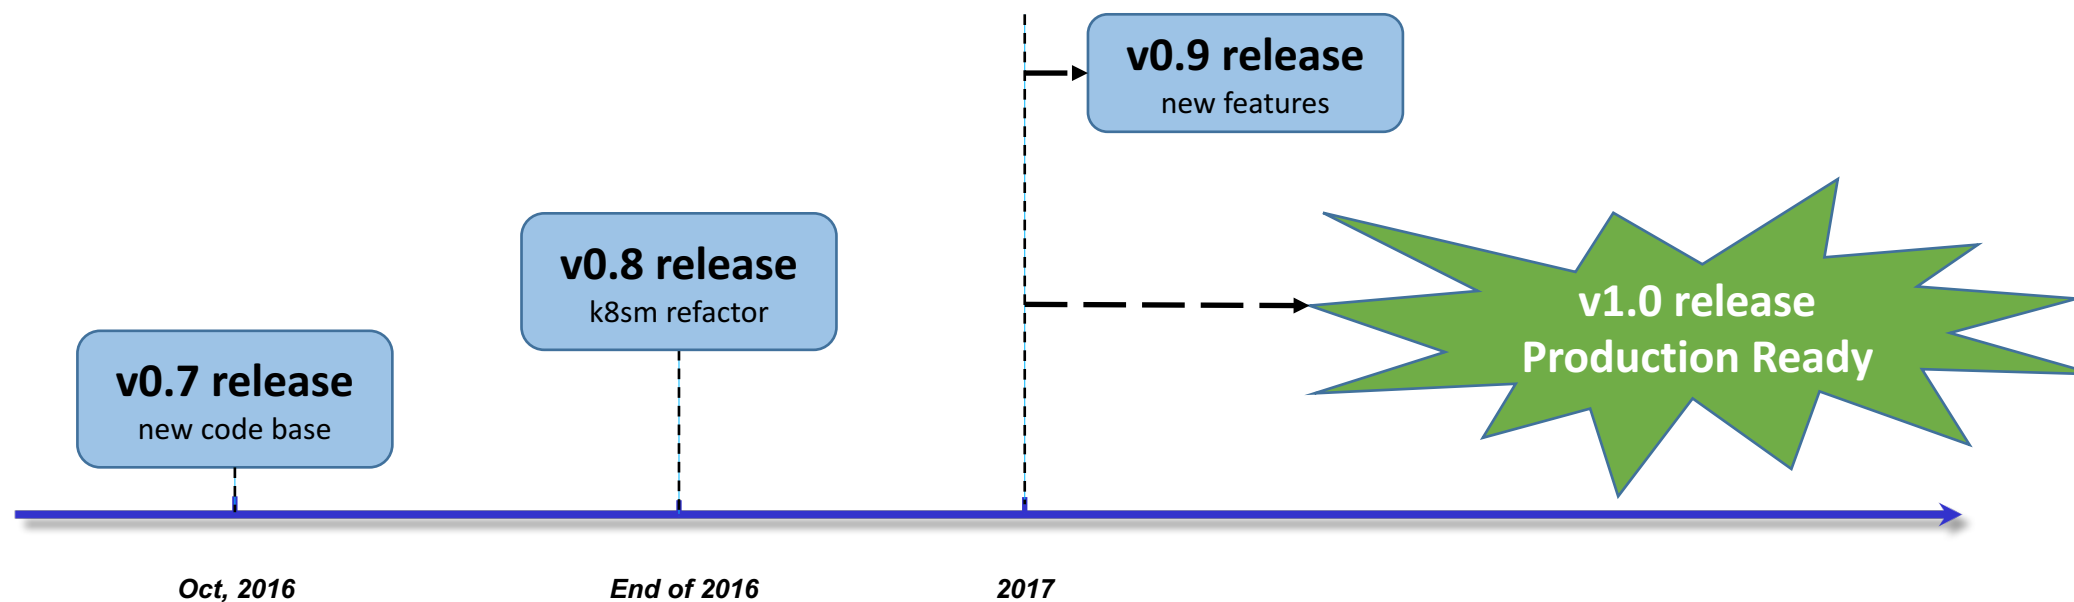 v0.9 release
new features
v0.8 release
k8sm refactor
v1.0 release
Production Ready
v0.7 release
new code base
Oct, 2016
End of 2016
2017